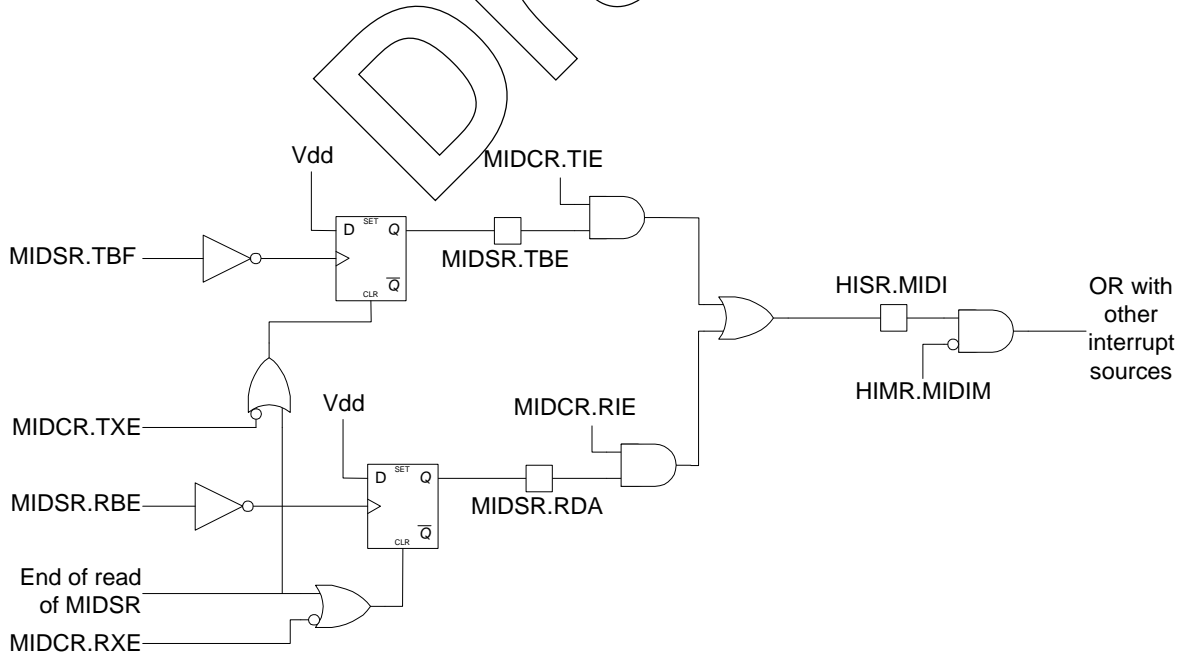 Vdd
MIDCR.TIE
MIDSR.TBF
D
SET
Q
Q
CLR
MIDSR.TBE
HISR.MIDI
OR with
other
interrupt
sources
HIMR.MIDIM
MIDCR.TXE
Vdd
MIDCR.RIE
MIDSR.RBE
D
SET
Q
Q
CLR
MIDSR.RDA
End of read
of MIDSR
MIDCR.RXE